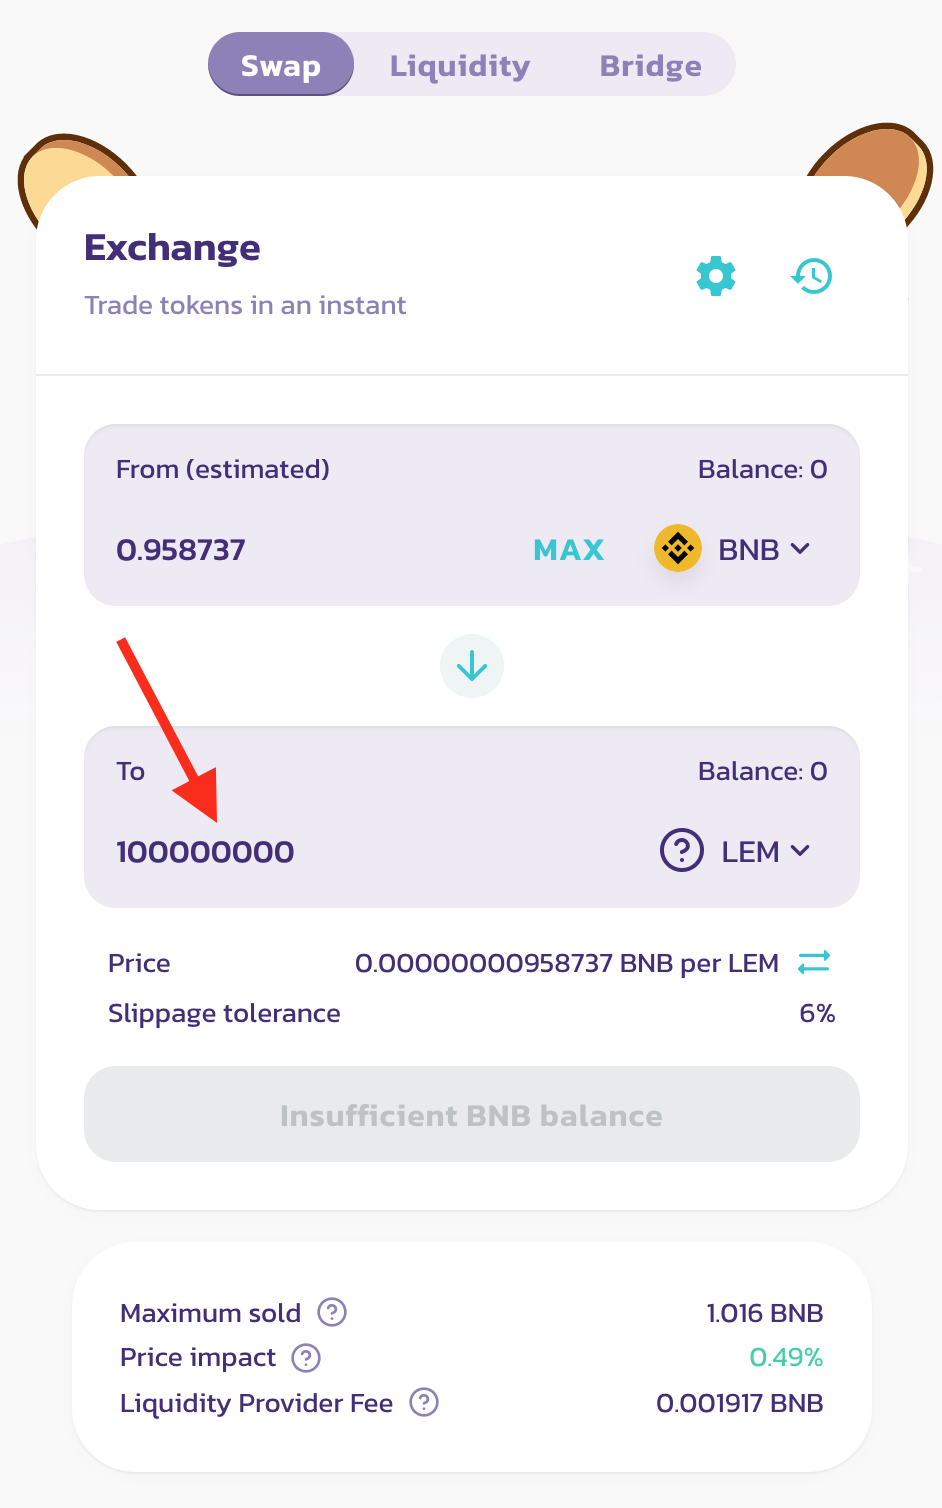 Swap Liquidity Bridge
Exchange
Trade tokens in an instant
From (estimated) Balance: 0
0.958737 MAX BNB
To Balance: 0
100000000 LEM
Price 0.00000000958737 BNB per LEM
Slippage tolerance 6%
Insufficient BNB balance
Maximum sold ? 1.016 BNB
Price impact ? 0.49%
Liquidity Provider Fee ? 0.001917 BNB